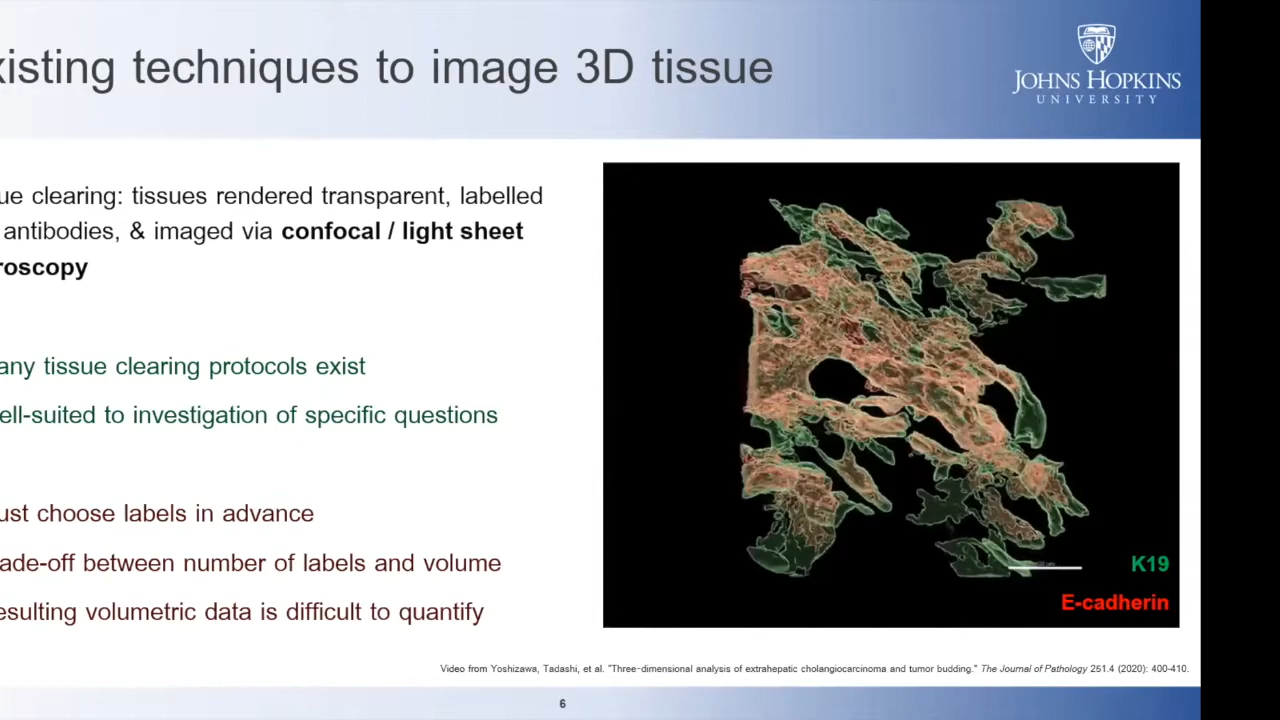 xisting techniques to image 3D tissue
JOHNS HOPKINS
UNIVERSITY
ue clearing: tissues rendered transparent, labelled
antibodies, & imaged via confocal / light sheet
roscopy
any tissue clearing protocols exist
ell-suited to investigation of specific questions
ust choose labels in advance
ade-off between number of labels and volume
esulting volumetric data is difficult to quantify
K19
E-cadherin
Video from Yoshizawa, Tadashi, et al. "Three-dimensional analysis of extrahepatic cholangiocarcinoma and tumor budding." The Journal of Pathology 251.4 (2020): 400-410.
6